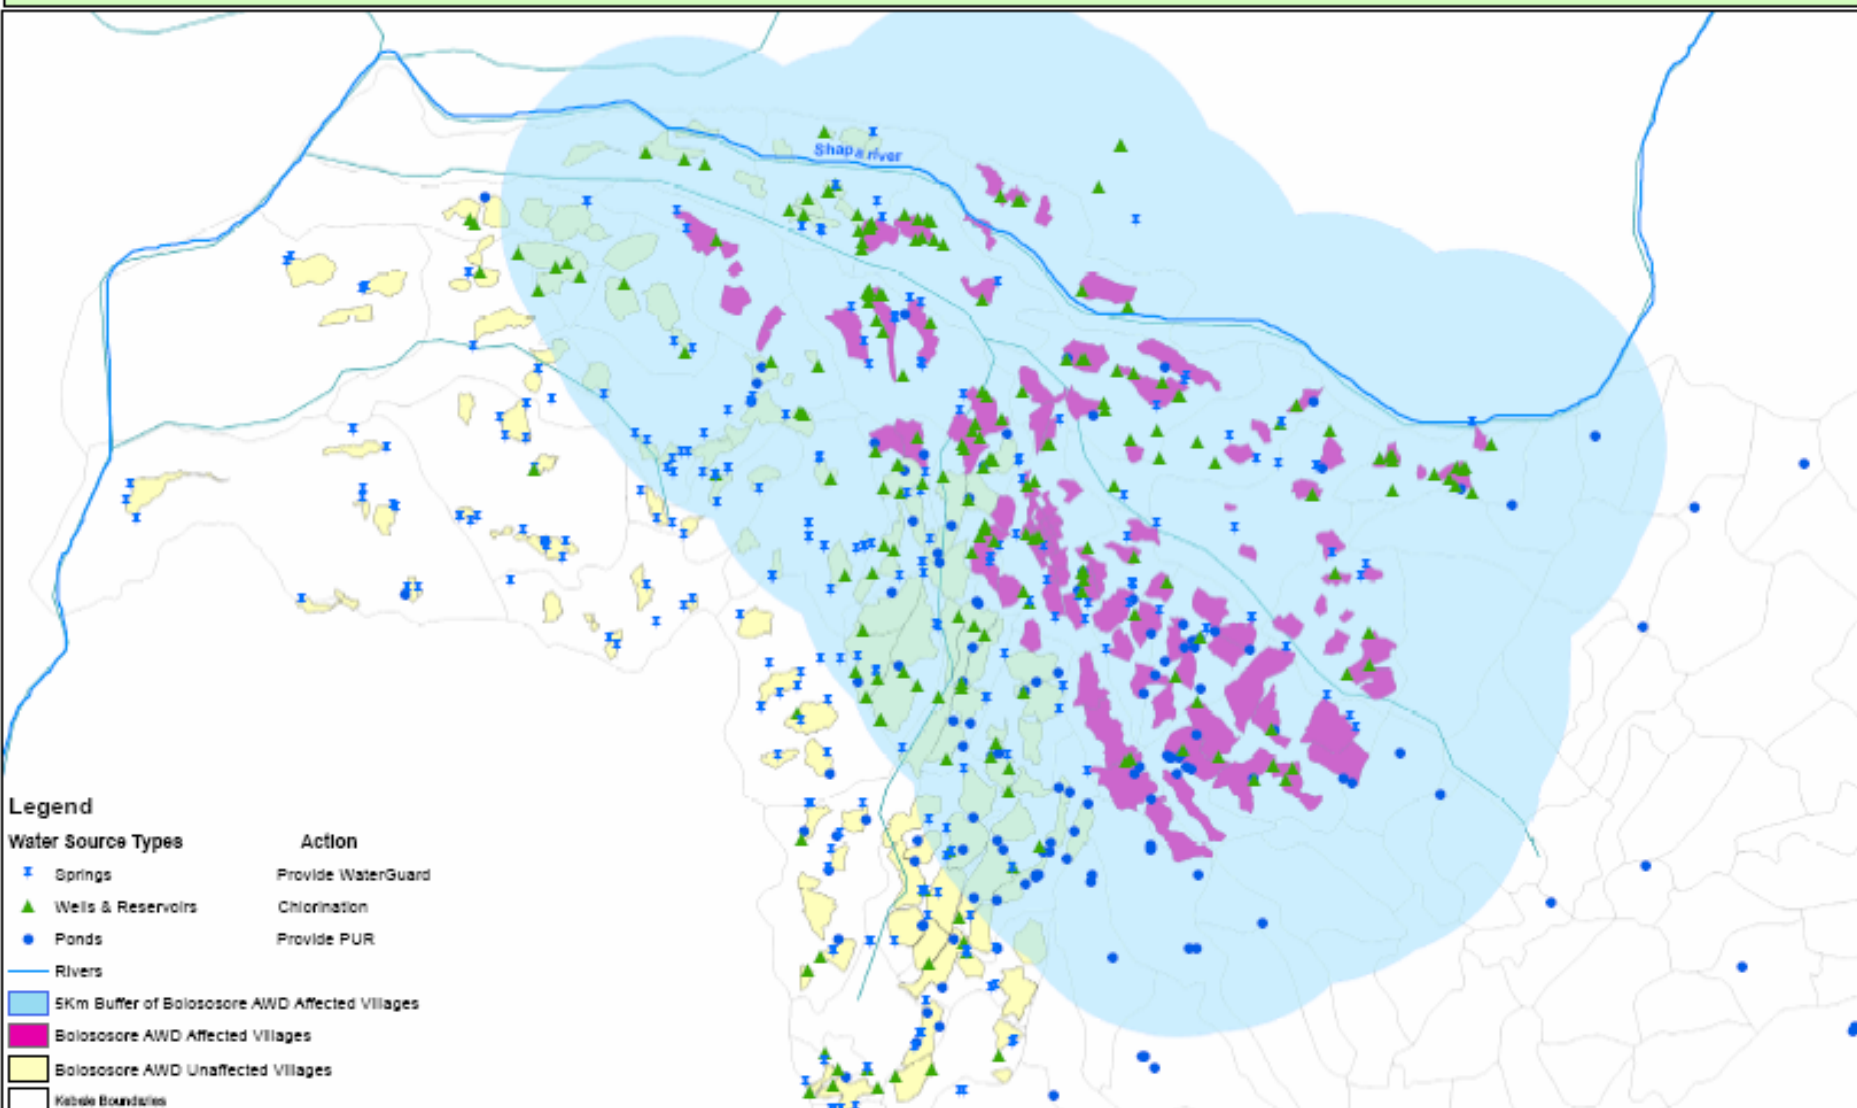 Shapa river
Legend
Water Source Types Action
Springs Provide WaterGuard
Wells & Reservoirs Chlorination
Ponds Provide PUR
Rivers
5Km Buffer of Bolososore AWD Affected Villages
Bolososore AWD Affected Villages
Bolososore AWD Unaffected Villages
Kebele Boundaries